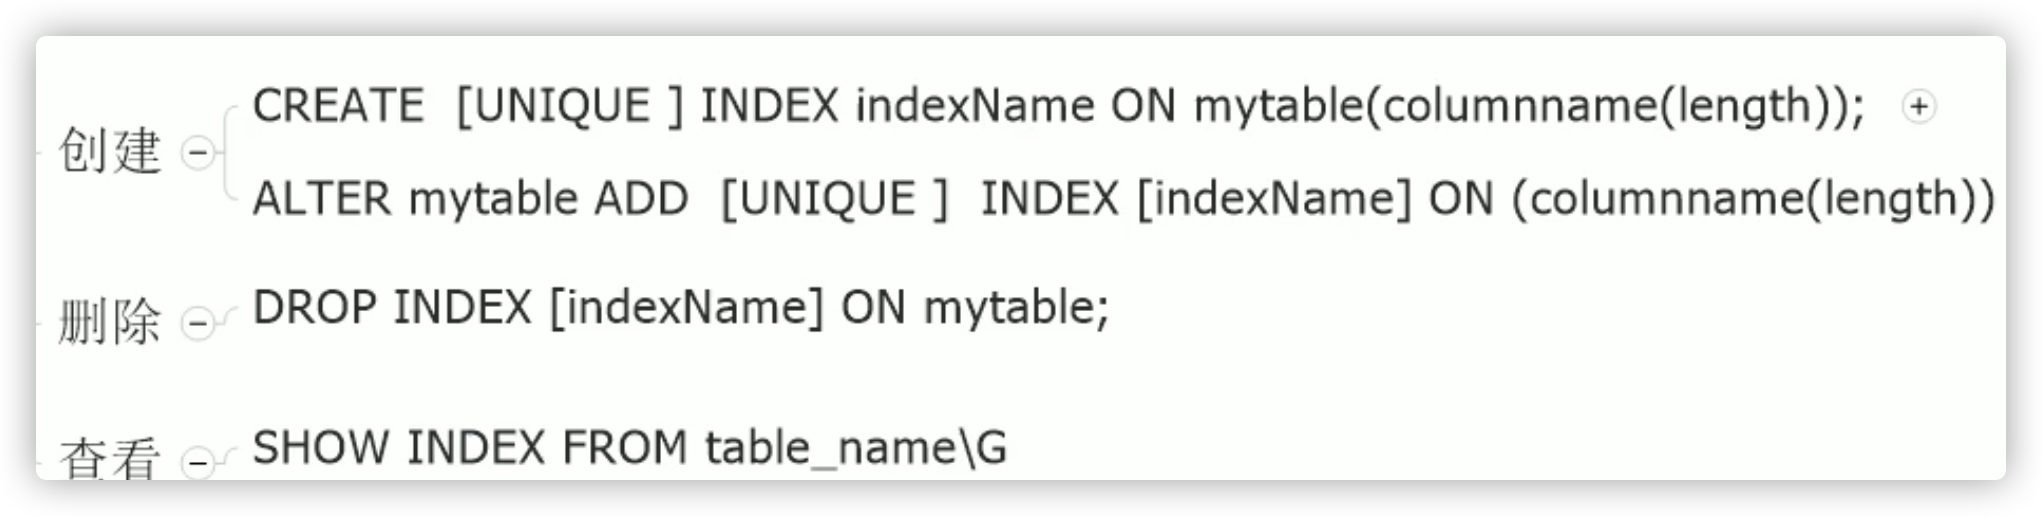 创建
CREATE  [UNIQUE ] INDEX indexName ON mytable(columnname(length));
ALTER mytable ADD  [UNIQUE ]  INDEX [indexName] ON (columnname(length))
删除
DROP INDEX [indexName] ON mytable;
查看
SHOW INDEX FROM table_name\G